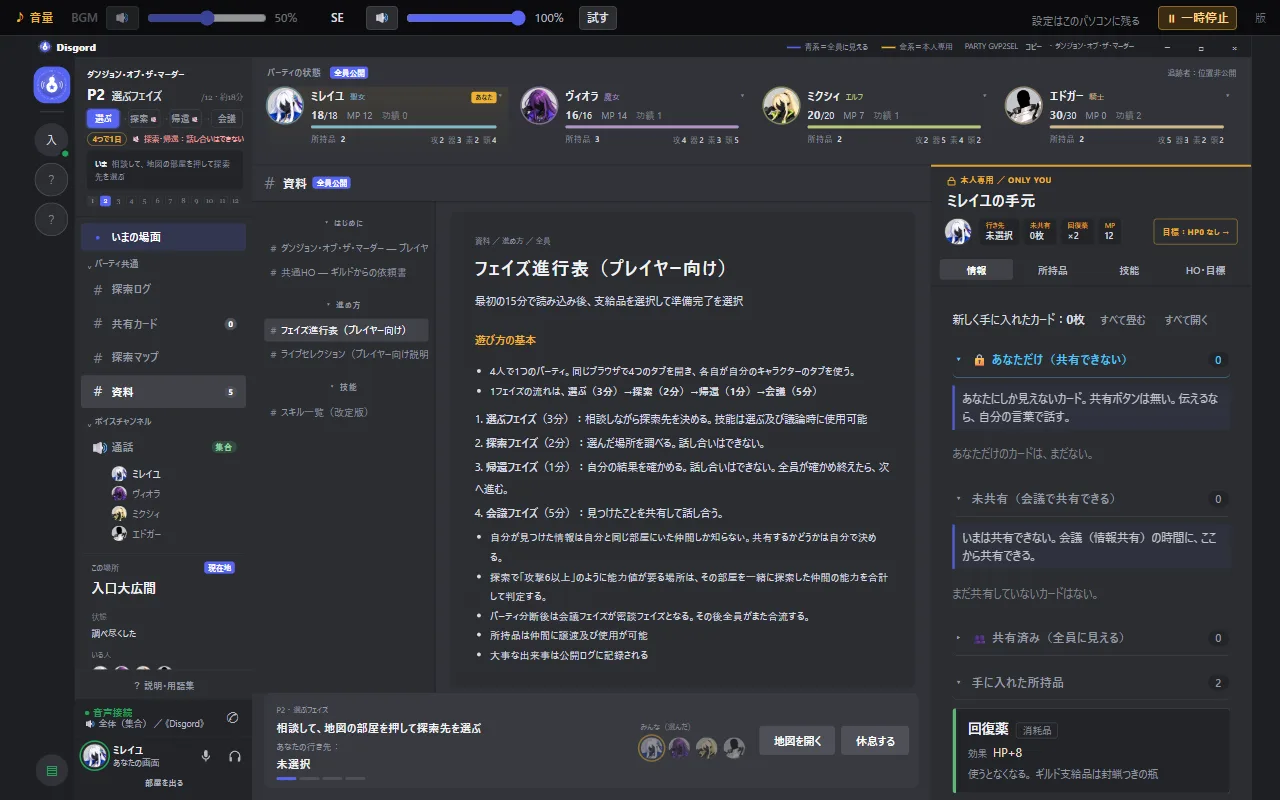 ♪ 音量
BGM
50%
SE
100%
試す
設定はこのパソコンに残る
一時停止
版
Disgord
青系＝全員に見える
金系＝本人専用
PARTY GVP2SEL
コピー
・ダンジョン・オブ・ザ・マーダー
ダンジョン・オブ・ザ・マーダー
P2 選ぶフェイズ
/12・約18分
選ぶ
探索
帰還
会議
4つで1日
探索・帰還：話し合いはできない
いま 相談して、地図の部屋を押して探索
先を選ぶ
1 2 3 4 5 6 7 8 9 10 11 12
いまの場面
パーティ共通
# 探索ログ
# 共有カード 0
# 探索マップ
# 資料 5
ボイスチャンネル
通話 集合
ミレイユ
ヴィオラ
ミクシィ
エドガー
この場所 現在地
入口大広間
状態
調べ尽くした
いる人
? 説明・用語集
音声接続
全体（集合）／《Disgord》
ミレイユ
あなたの画面
部屋を出る
入
?
?
パーティの状態 全員公開
追跡者：位置非公開
ミレイユ 聖女 あなた
18/18 MP 12 功績 0
所持品 2
攻2 器3 素2 頭4
ヴィオラ 魔女
16/16 MP 14 功績 1
所持品 3
攻4 器2 素3 頭5
ミクシィ エルフ
20/20 MP 7 功績 1
所持品 2
攻2 器5 素4 頭2
エドガー 騎士
30/30 MP 0 功績 2
所持品 2
攻5 器3 素2 頭2
# 資料 全員公開
はじめに
# ダンジョン・オブ・ザ・マーダー — プレイヤ
# 共通HO — ギルドからの依頼書
進め方
# フェイズ進行表（プレイヤー向け）
# ライブセレクション（プレイヤー向け説明
技能
# スキル一覧（改定版）
資料 ／ 進め方 ／ 全員
フェイズ進行表（プレイヤー向け）
最初の15分で読み込み後、支給品を選択して準備完了を選択
遊び方の基本
• 4人で1つのパーティ。同じブラウザで4つのタブを開き、各自が自分のキャラクターのタブを使う。
• 1フェイズの流れは、選ぶ（3分）→探索（2分）→帰還（1分）→会議（5分）
1. 選ぶフェイズ（3分）：相談しながら探索先を決める。技能は選ぶ及び議論時に使用可能
2. 探索フェイズ（2分）：選んだ場所を調べる。話し合いはできない。
3. 帰還フェイズ（1分）：自分の結果を確かめる。話し合いはできない。全員が確かめ終えたら、次
へ進む。
4. 会議フェイズ（5分）：見つけたことを共有して話し合う。
• 自分が見つけた情報は自分と同じ部屋にいた仲間しか知らない。共有するかどうかは自分で決め
る。
• 探索で「攻撃6以上」のように能力値が要る場所は、その部屋を一緒に探索した仲間の能力を合計
して判定する。
• パーティ分断後は会議フェイズが密談フェイズとなる。その後全員がまた合流する。
• 所持品は仲間に譲渡及び使用が可能
• 大事な出来事は公開ログに記録される
P2・選ぶフェイズ
相談して、地図の部屋を押して探索先を選ぶ
あなたの行き先：
未選択
みんな（選んだ）
地図を開く
休息する
本人専用 ／ ONLY YOU
ミレイユの手元
行き先
未選択
未共有
0枚
回復薬
×2
MP
12
目標：HP0 なし→
情報
所持品
技能
HO・目標
新しく手に入れたカード：0枚
すべて畳む
すべて開く
あなただけ（共有できない） 0
あなたにしか見えないカード。共有ボタンは無い。伝えるな
ら、自分の言葉で話す。
あなただけのカードは、まだない。
未共有（会議で共有できる） 0
いまは共有できない。会議（情報共有）の時間に、ここ
から共有できる。
まだ共有していないカードはない。
共有済み（全員に見える） 0
手に入れた所持品 2
回復薬 消耗品
効果 HP+8
使うとなくなる。ギルド支給品は封蝋つきの瓶